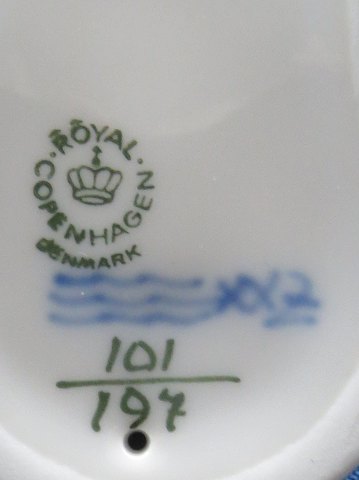 ROYAL
COPENHAGEN
DENMARK
101
197